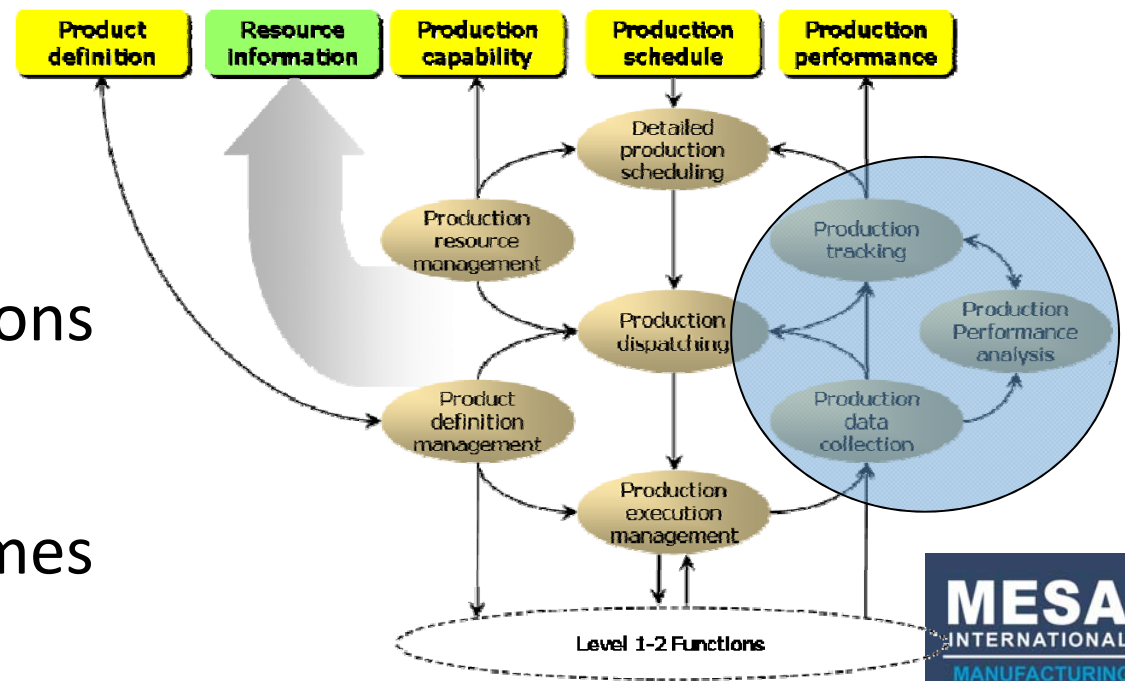 Product
definition
Resource
information
Production
capability
Production
schedule
Production
performance
Detailed
production
scheduling
Production
resource
management
Production
tracking
ons
Production
dispatching
Production
Performance
analysis
Product
definition
management
Production
data
collection
Production
execution
management
mes
Level 1-2 Functions
MESA
INTERNATIONAL
MANUFACTURING